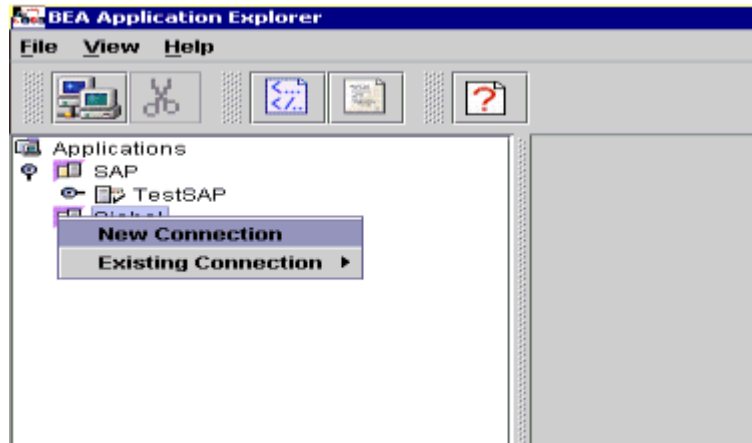 BEA Application Explorer
File View Help
Applications
SAP
TestSAP
New Connection
Existing Connection